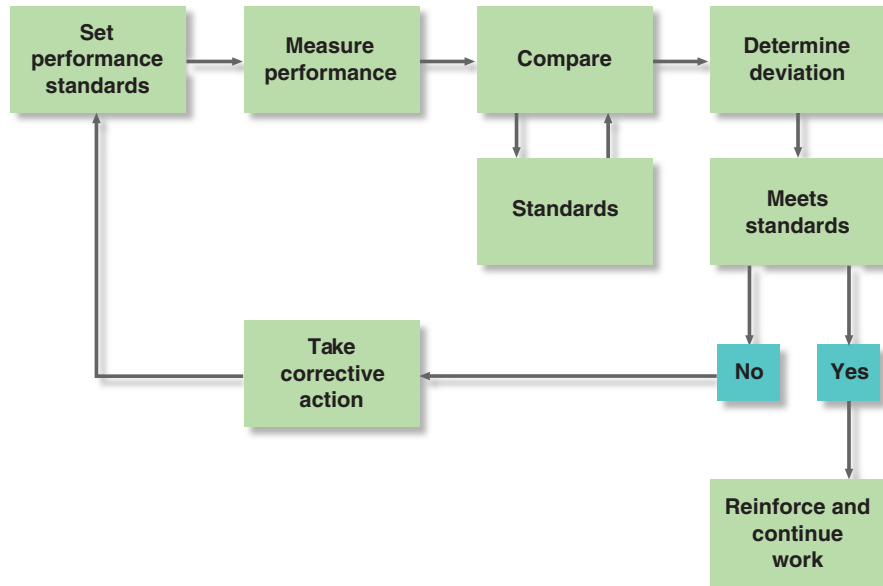 Set
performance
standards
Measure
performance
Compare
Determine
deviation
Standards
Meets
standards
No
Yes
Take
corrective
action
Reinforce and
continue
work